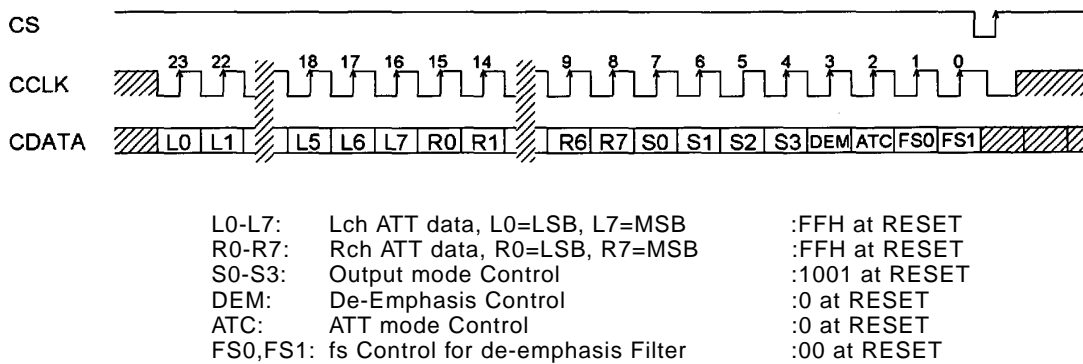 CS
23 22 18 17 16 15 14 9 8 7 6 5 4 3 2 1 0
CCLK
CDATA L0 L1 L5 L6 L7 R0 R1 R6 R7 S0 S1 S2 S3 DEM ATC FS0 FS1
L0-L7: Lch ATT data, L0=LSB, L7=MSB :FFH at RESET
R0-R7: Rch ATT data, R0=LSB, R7=MSB :FFH at RESET
S0-S3: Output mode Control :1001 at RESET
DEM: De-Emphasis Control :0 at RESET
ATC: ATT mode Control :0 at RESET
FS0,FS1: fs Control for de-emphasis Filter :00 at RESET